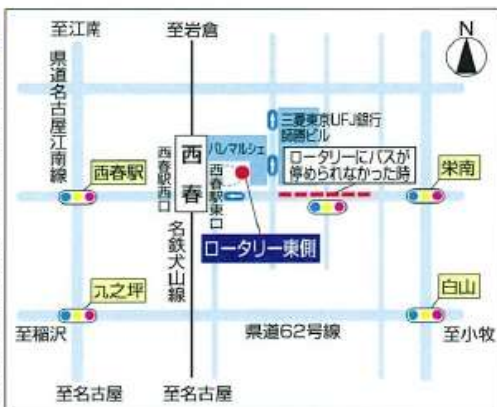 至江南
至岩倉
N
県道名古屋江南線
三菱東京UFJ銀行
師勝ビル
パレマルシェ
ロータリーにバスが
停められなかった時
西春駅
西春駅西口
西春
西春駅東口
栄南
ロータリー東側
名鉄犬山線
九之坪
白山
至稲沢
県道62号線
至小牧
至名古屋
至名古屋